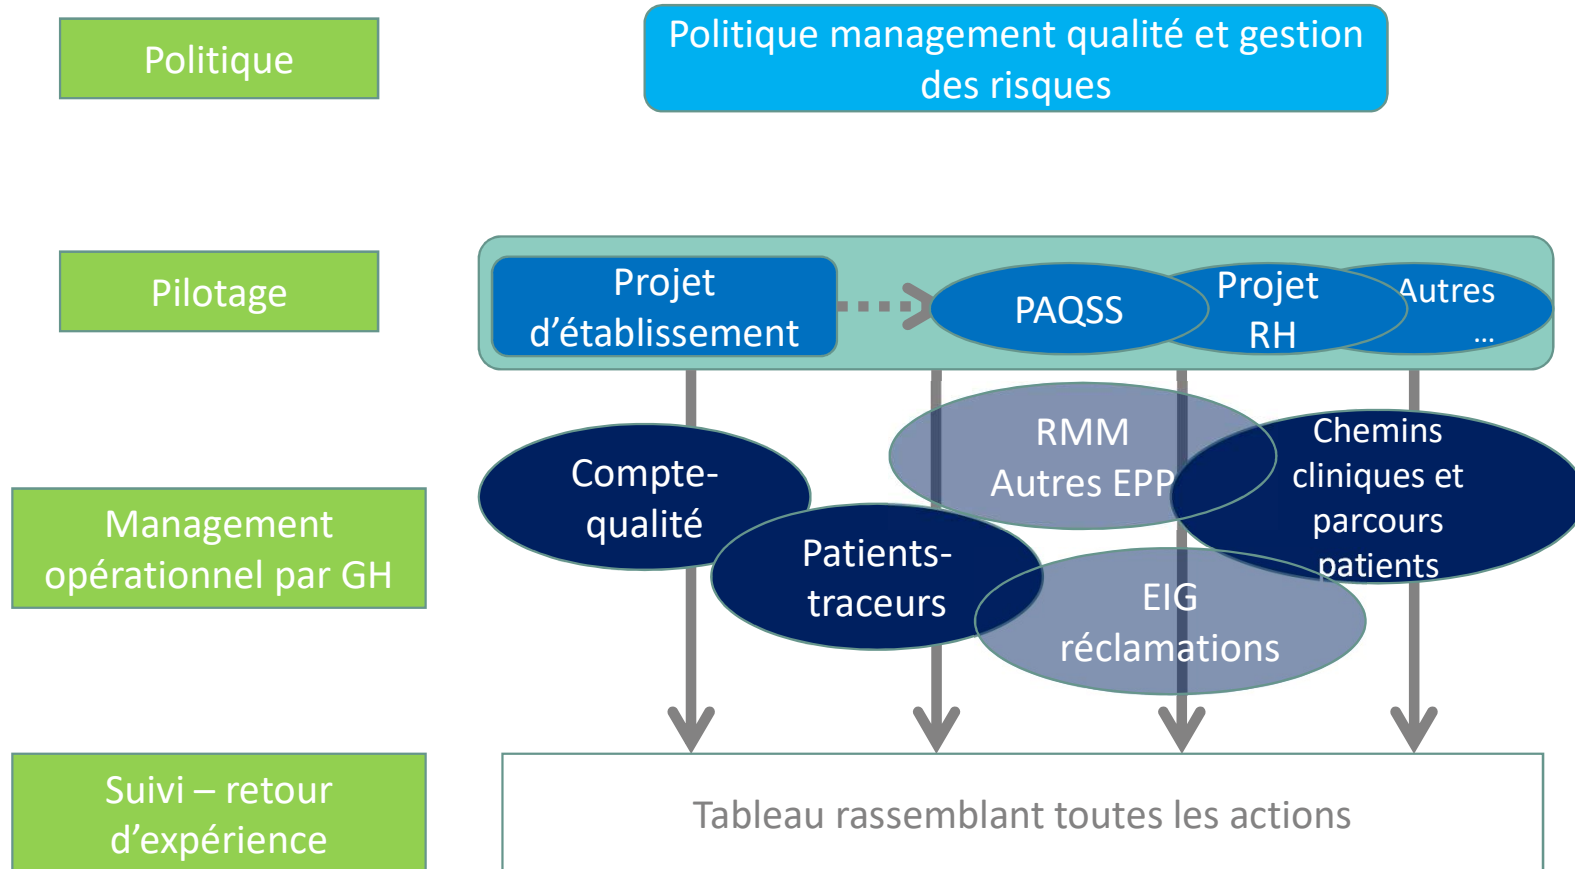 Politique
Politique management qualité et gestion
des risques
Pilotage
Projet
d’établissement
PAQSS
Projet
RH
Autres
...
Management
opérationnel par GH
Compte-
qualité
Patients-
traceurs
RMM
Autres EPP
EIG
réclamations
Chemins
cliniques et
parcours
patients
Suivi – retour
d’expérience
Tableau rassemblant toutes les actions